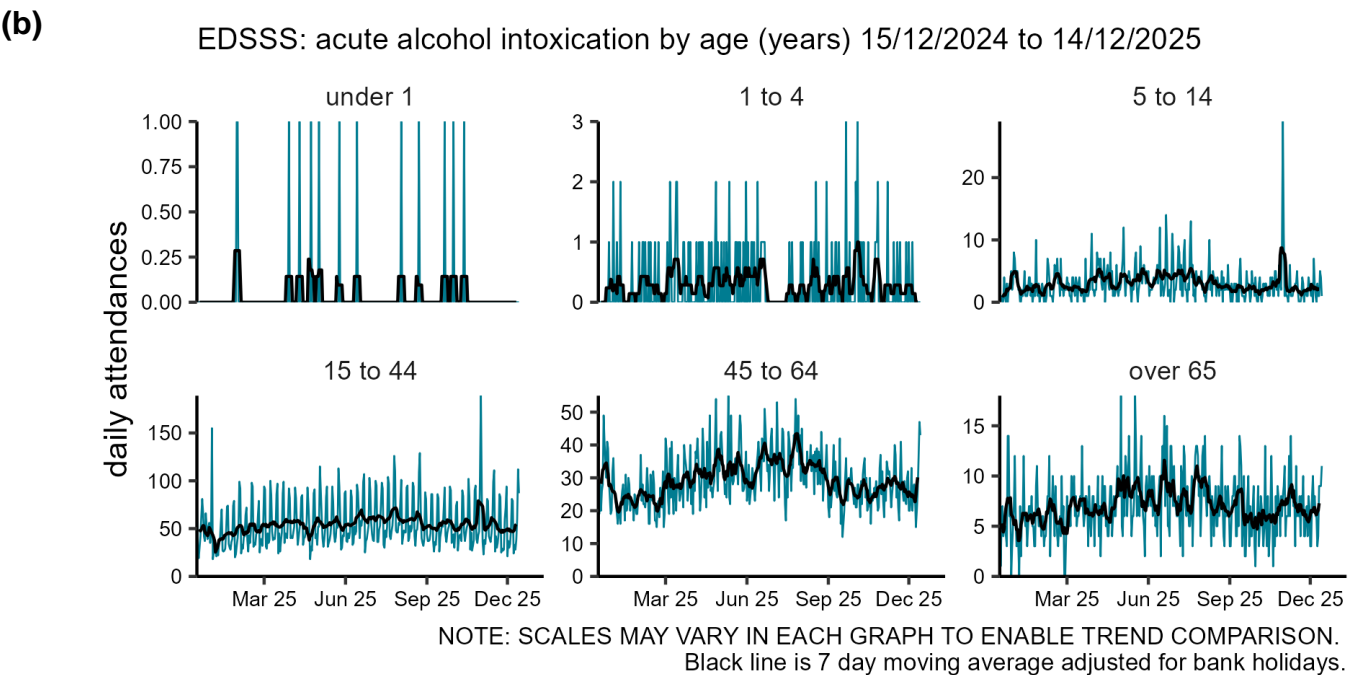 (b)
EDSSS: acute alcohol intoxication by age (years) 15/12/2024 to 14/12/2025
daily attendances
under 1
1.00
0.75
0.50
0.25
0.00
1 to 4
3
2
1
0
5 to 14
20
10
0
15 to 44
150
100
50
0
Mar 25 Jun 25 Sep 25 Dec 25
45 to 64
50
40
30
20
10
0
Mar 25 Jun 25 Sep 25 Dec 25
over 65
15
10
5
0
Mar 25 Jun 25 Sep 25 Dec 25
NOTE: SCALES MAY VARY IN EACH GRAPH TO ENABLE TREND COMPARISON.
Black line is 7 day moving average adjusted for bank holidays.